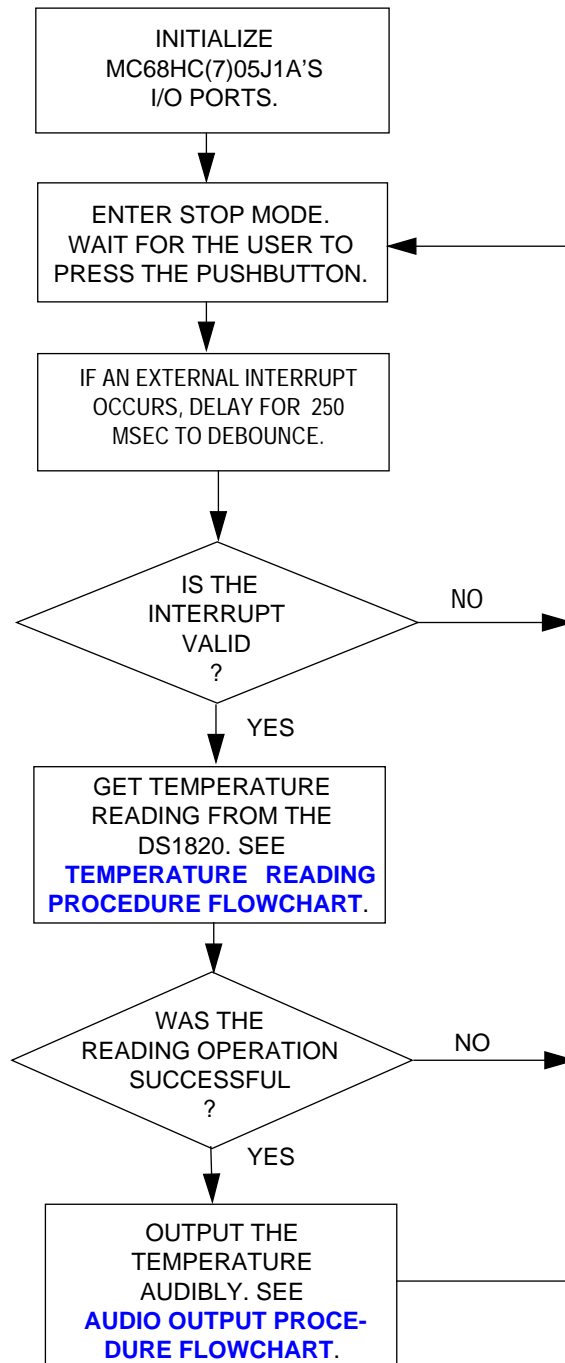 INITIALIZE
MC68HC(7)05J1A'S
I/O PORTS.
ENTER STOP MODE.
WAIT FOR THE USER TO
PRESS THE PUSHBUTTON.
IF AN EXTERNAL INTERRUPT
OCCURS, DELAY FOR 250
MSEC TO DEBOUNCE.
IS THE
INTERRUPT
VALID
?
NO
YES
GET TEMPERATURE
READING FROM THE
DS1820. SEE
TEMPERATURE READING
PROCEDURE FLOWCHART.
WAS THE
READING OPERATION
SUCCESSFUL
?
NO
YES
OUTPUT THE
TEMPERATURE
AUDIBLY. SEE
AUDIO OUTPUT PROCE-
DURE FLOWCHART.